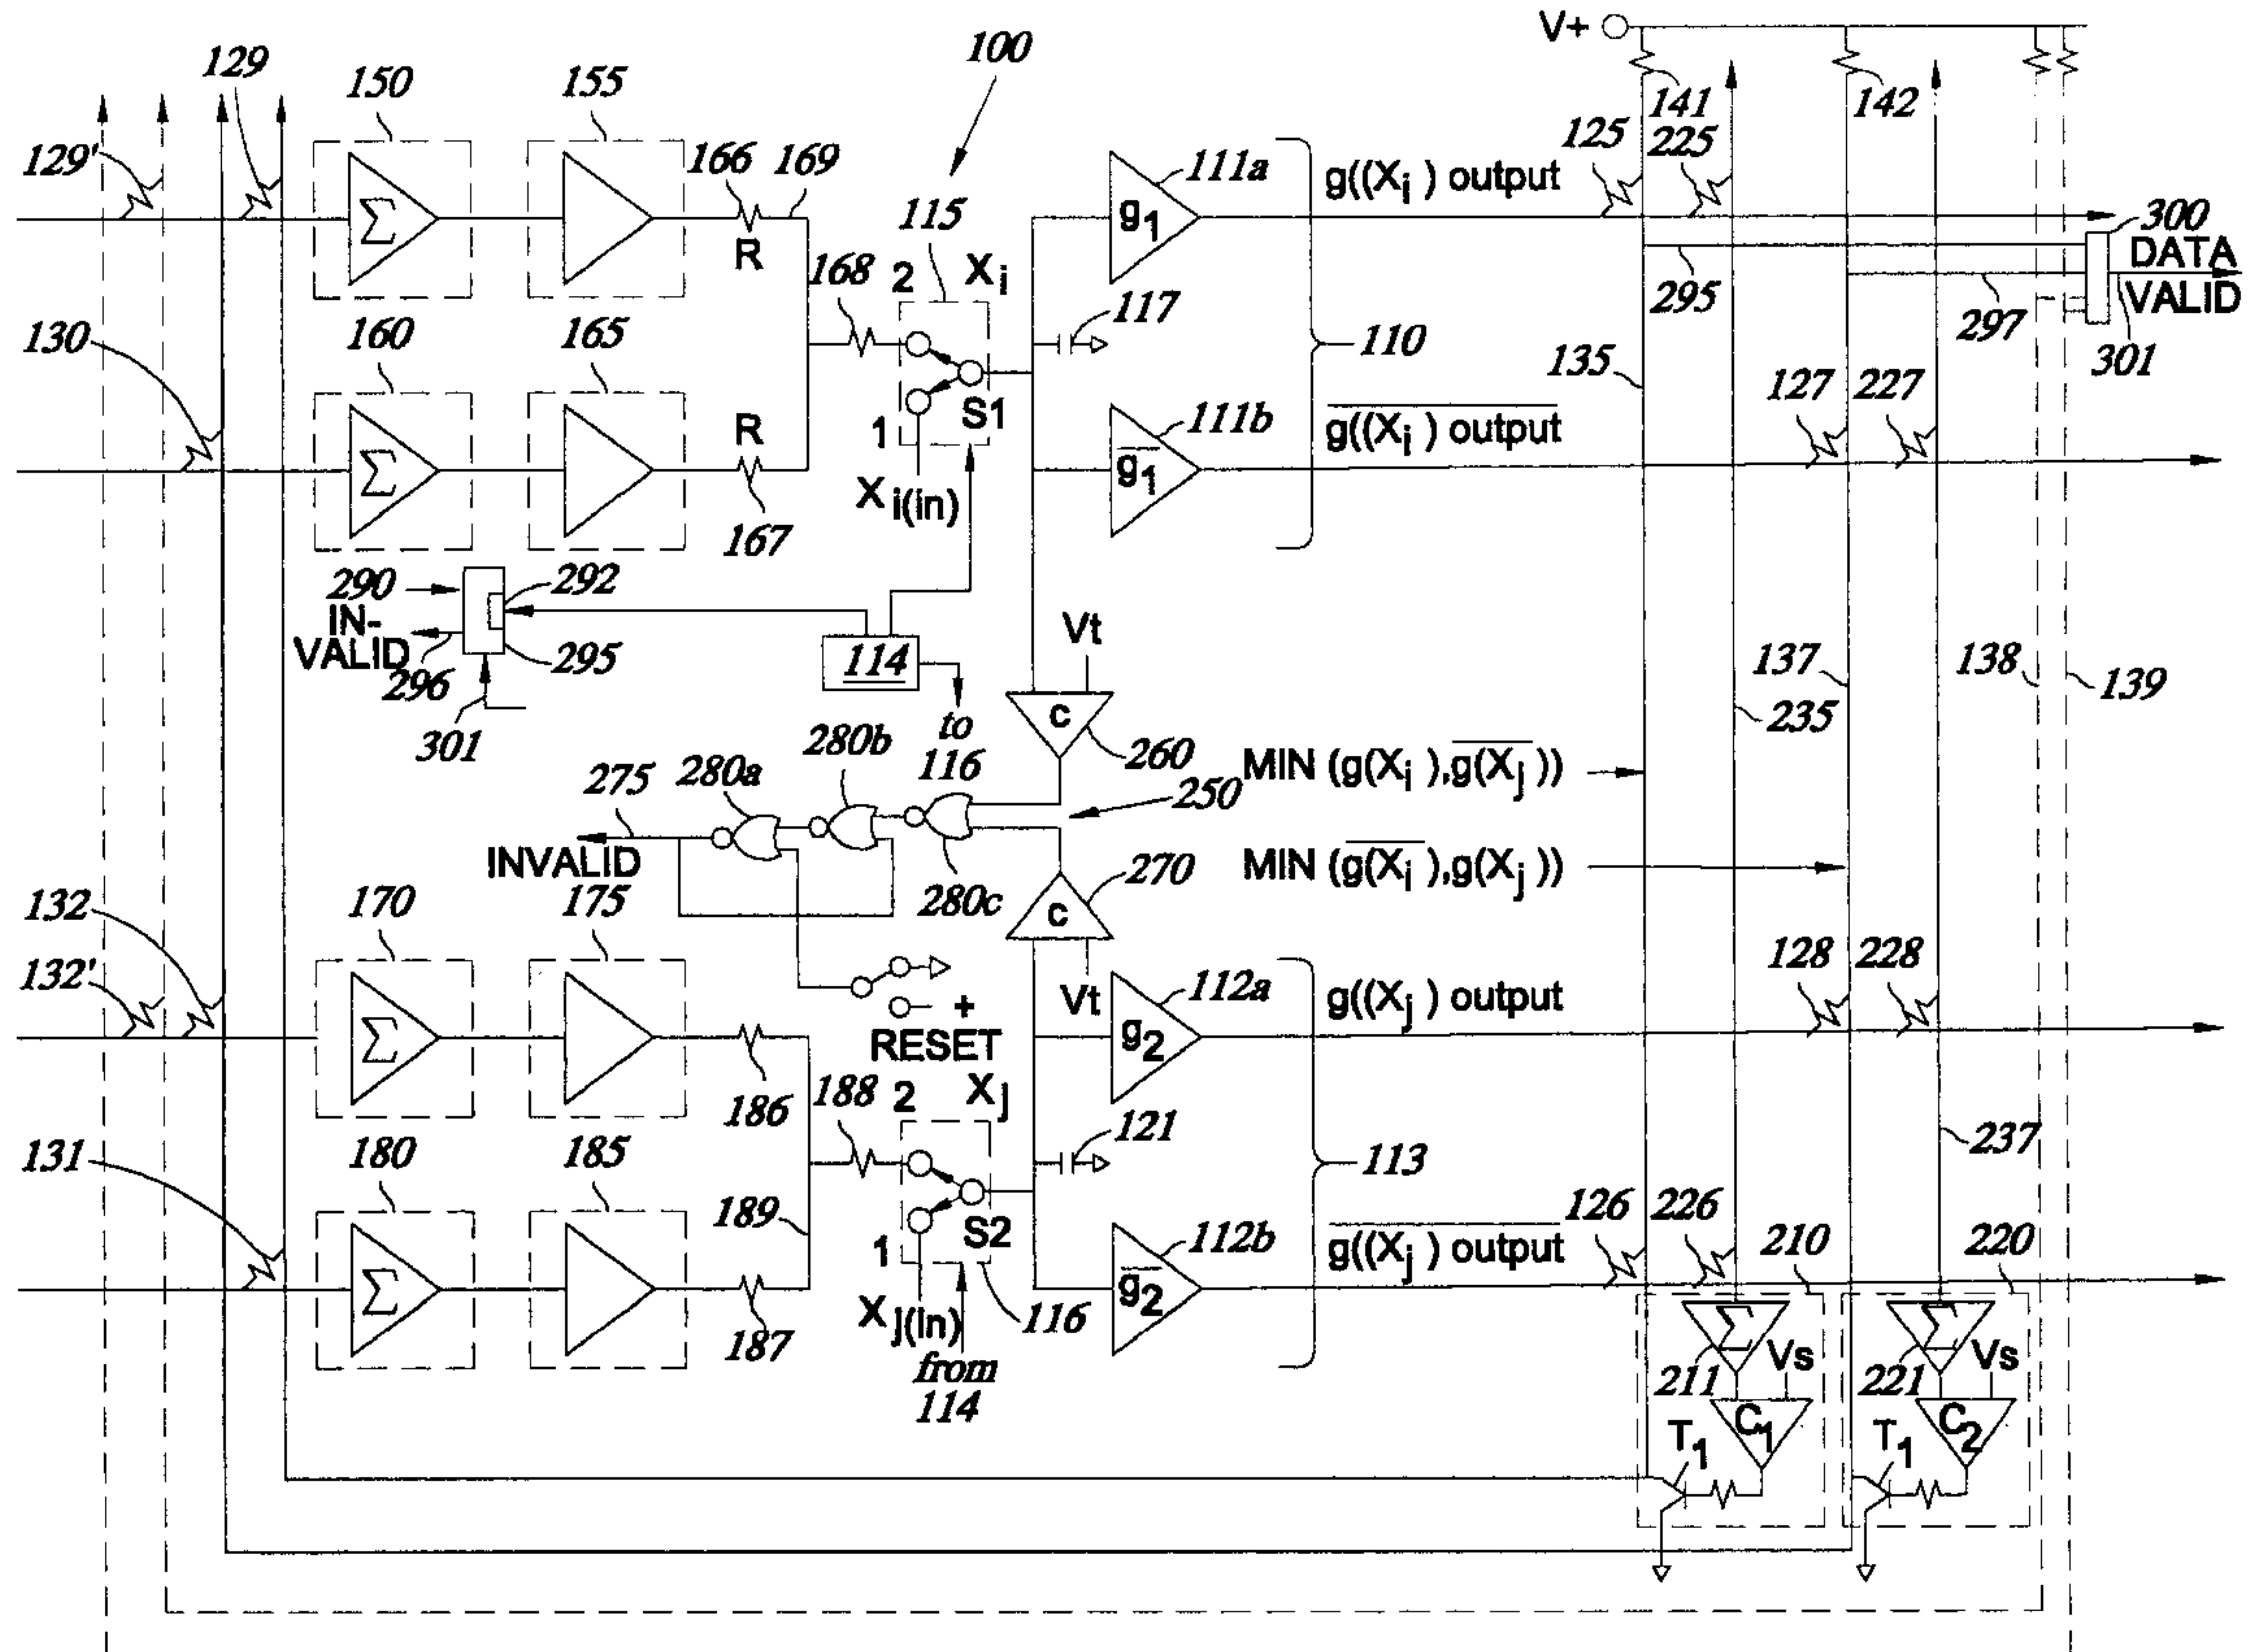 V+
100
129
150
155
141
142
129'
166
169
115
111a
g((Xi ) output
125
225
Σ
R
168
2
Xi
g1
300
DATA
VALID
295
297
301
117
130
160
165
110
135
127
227
R
1
S1
111b
g((Xi ) output
Σ
167
Xi(in)
g1
290
292
IN-
VALID
296
295
301
114
to
116
Vt
c
260
137
235
138
139
280b
280a
275
MIN (g(Xi ),g(Xj ))
250
INVALID
280c
270
MIN (g(Xi ),g(Xj ))
c
132
132'
170
175
Vt
112a
g((Xj ) output
128
228
+
RESET
Σ
186
188
2
Xj
g2
121
131
180
185
113
237
189
1
S2
112b
g((Xj ) output
126
226
210
220
Σ
187
Xj(in)
116
g2
from
114
Σ
Vs
211
Σ
Vs
221
T1
C1
T1
C2